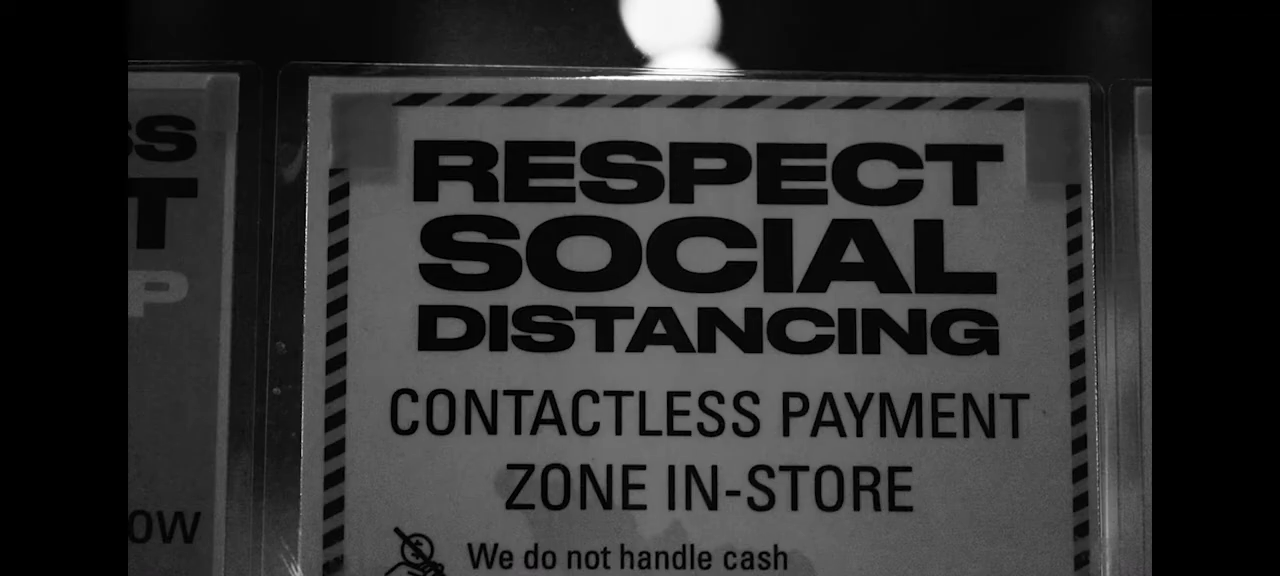 RESPECT
SOCIAL
DISTANCING
CONTACTLESS PAYMENT
ZONE IN-STORE
We do not handle cash